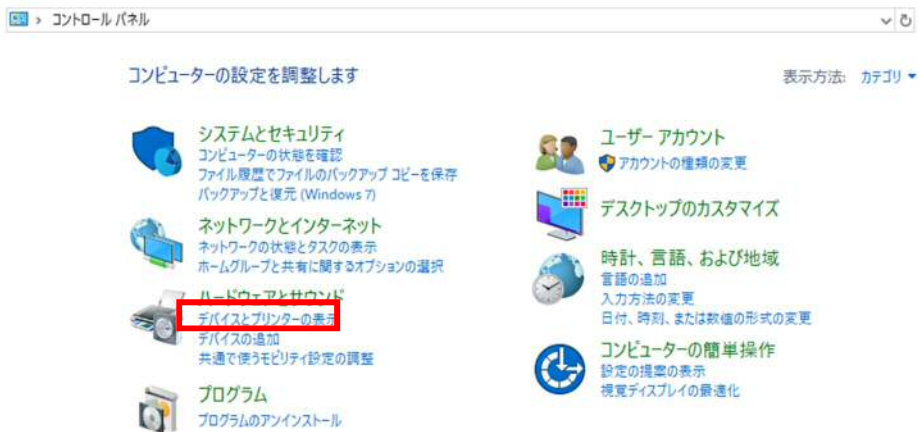 コントロール パネル
コンピューターの設定を調整します
表示方法: カテゴリ
システムとセキュリティ
コンピューターの状態を確認
ファイル履歴でファイルのバックアップ コピーを保存
バックアップと復元 (Windows 7)
ネットワークとインターネット
ネットワークの状態とタスクの表示
ホームグループと共有に関するオプションの選択
ハードウェアとサウンド
デバイスとプリンターの表示
デバイスの追加
共通で使うモビリティ設定の調整
プログラム
プログラムのアンインストール
ユーザー アカウント
アカウントの種類の変更
デスクトップのカスタマイズ
時計、言語、および地域
言語の追加
入力方法の変更
日付、時刻、または数値の形式の変更
コンピューターの簡単操作
設定の提案の表示
視覚ディスプレイの最適化